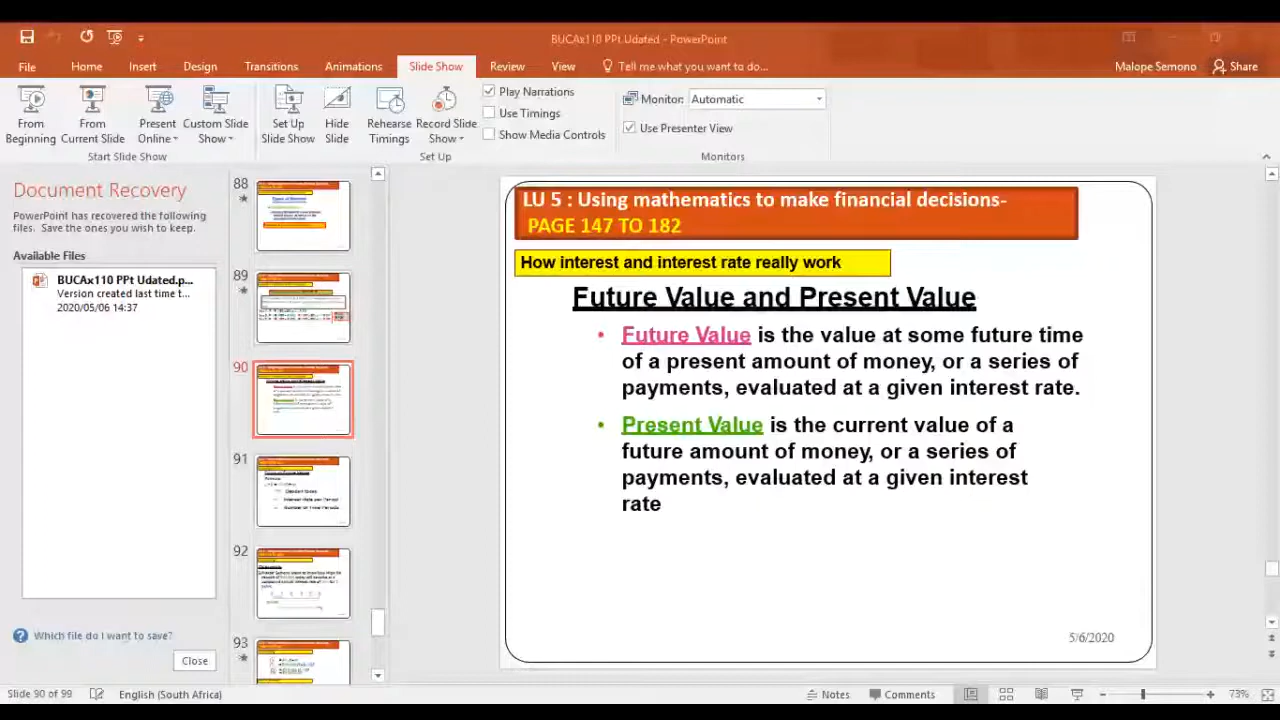 BUCAx110 PPt Udated - PowerPoint
File Home Insert Design Transitions Animations Slide Show Review View Tell me what you want to do... Malope Semono Share
From Beginning
From Current Slide
Present Online
Custom Slide Show
Start Slide Show
Set Up Slide Show
Hide Slide
Rehearse Timings
Record Slide Show
Play Narrations
Use Timings
Show Media Controls
Set Up
Monitor: Automatic
Use Presenter View
Monitors
Document Recovery
PowerPoint has recovered the following
files. Save the ones you wish to keep.
Available Files
BUCAx110 PPt Udated.p...
Version created last time t...
2020/05/06 14:37
Which file do I want to save?
Close
88
89
90
91
92
93
LU 5 : Using mathematics to make financial decisions-
PAGE 147 TO 182
How interest and interest rate really work
Future Value and Present Value
• Future Value is the value at some future time
of a present amount of money, or a series of
payments, evaluated at a given interest rate.
• Present Value is the current value of a
future amount of money, or a series of
payments, evaluated at a given interest
rate
5/6/2020
Slide 90 of 99 English (South Africa) Notes Comments 73%